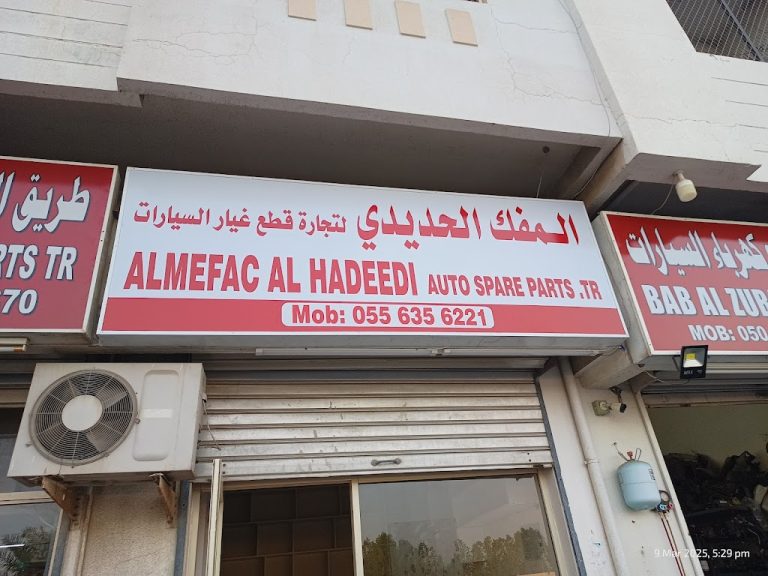 المفك الحديدي لتجارة قطع غيار السيارات
ALMEFAC AL HADEEDI AUTO SPARE PARTS .TR
Mob: 055 635 6221
طريق
RTS TR
70
كهرباء السيارات
BAB AL ZUR
MOB: 050
9 Mar 2025, 5:29 pm